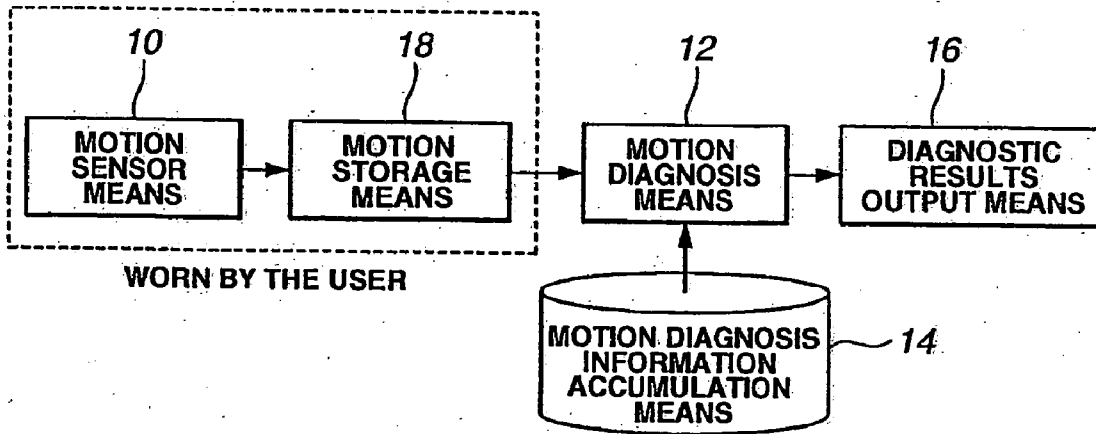 10
18
12
16
MOTION
SENSOR
MEANS
MOTION
STORAGE
MEANS
MOTION
DIAGNOSIS
MEANS
DIAGNOSTIC
RESULTS
OUTPUT MEANS
WORN BY THE USER
MOTION DIAGNOSIS
INFORMATION
ACCUMULATION
MEANS
14